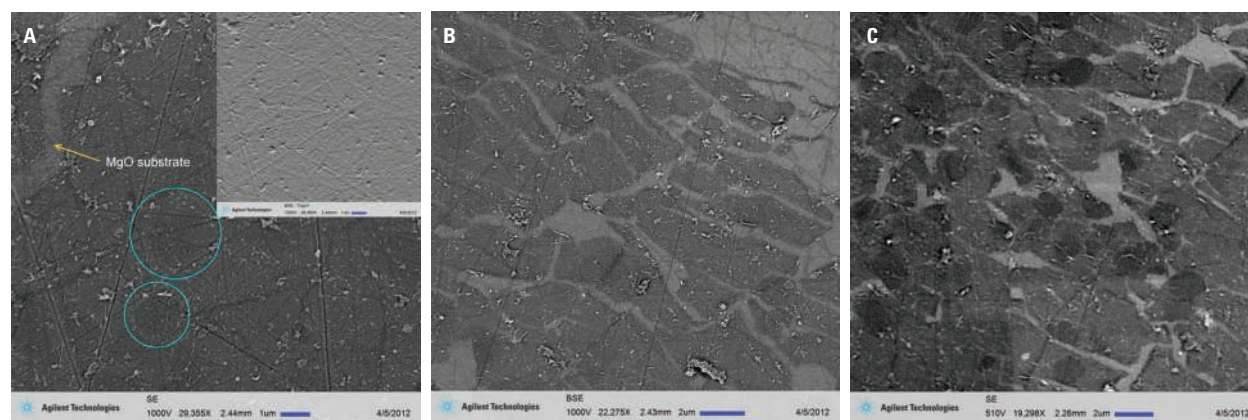 A
MgO substrate
Agilent Technologies
SE
1000V 29,355X 2.44mm 1um
4/5/2012
B
Agilent Technologies
BSE
1000V 22,275X 2.43mm 2um
4/5/2012
C
Agilent Technologies
SE
510V 19,298X 2.26mm 2um
4/5/2012